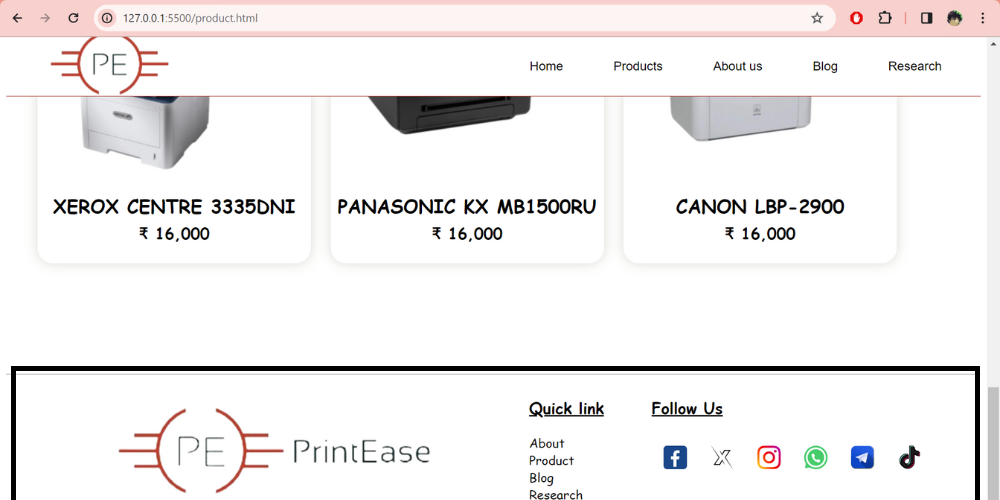 127.0.0.1:5500/product.html
PE
Home Products About us Blog Research
XEROX CENTRE 3335DNI
₹ 16,000
PANASONIC KX MB1500RU
₹ 16,000
CANON LBP-2900
₹ 16,000
PE PrintEase
Quick link
About
Product
Blog
Research
Follow Us